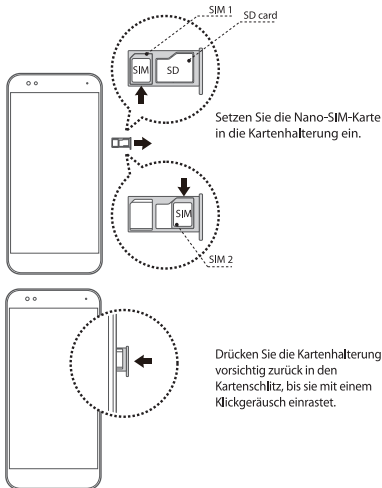 SIM 1
SD card
SIM
SD
Setzen Sie die Nano-SIM-Karte
in die Kartenhalterung ein.
SIM
SIM 2
Drücken Sie die Kartenhalterung
vorsichtig zurück in den
Kartenschlitz, bis sie mit einem
Klickgeräusch einrastet.